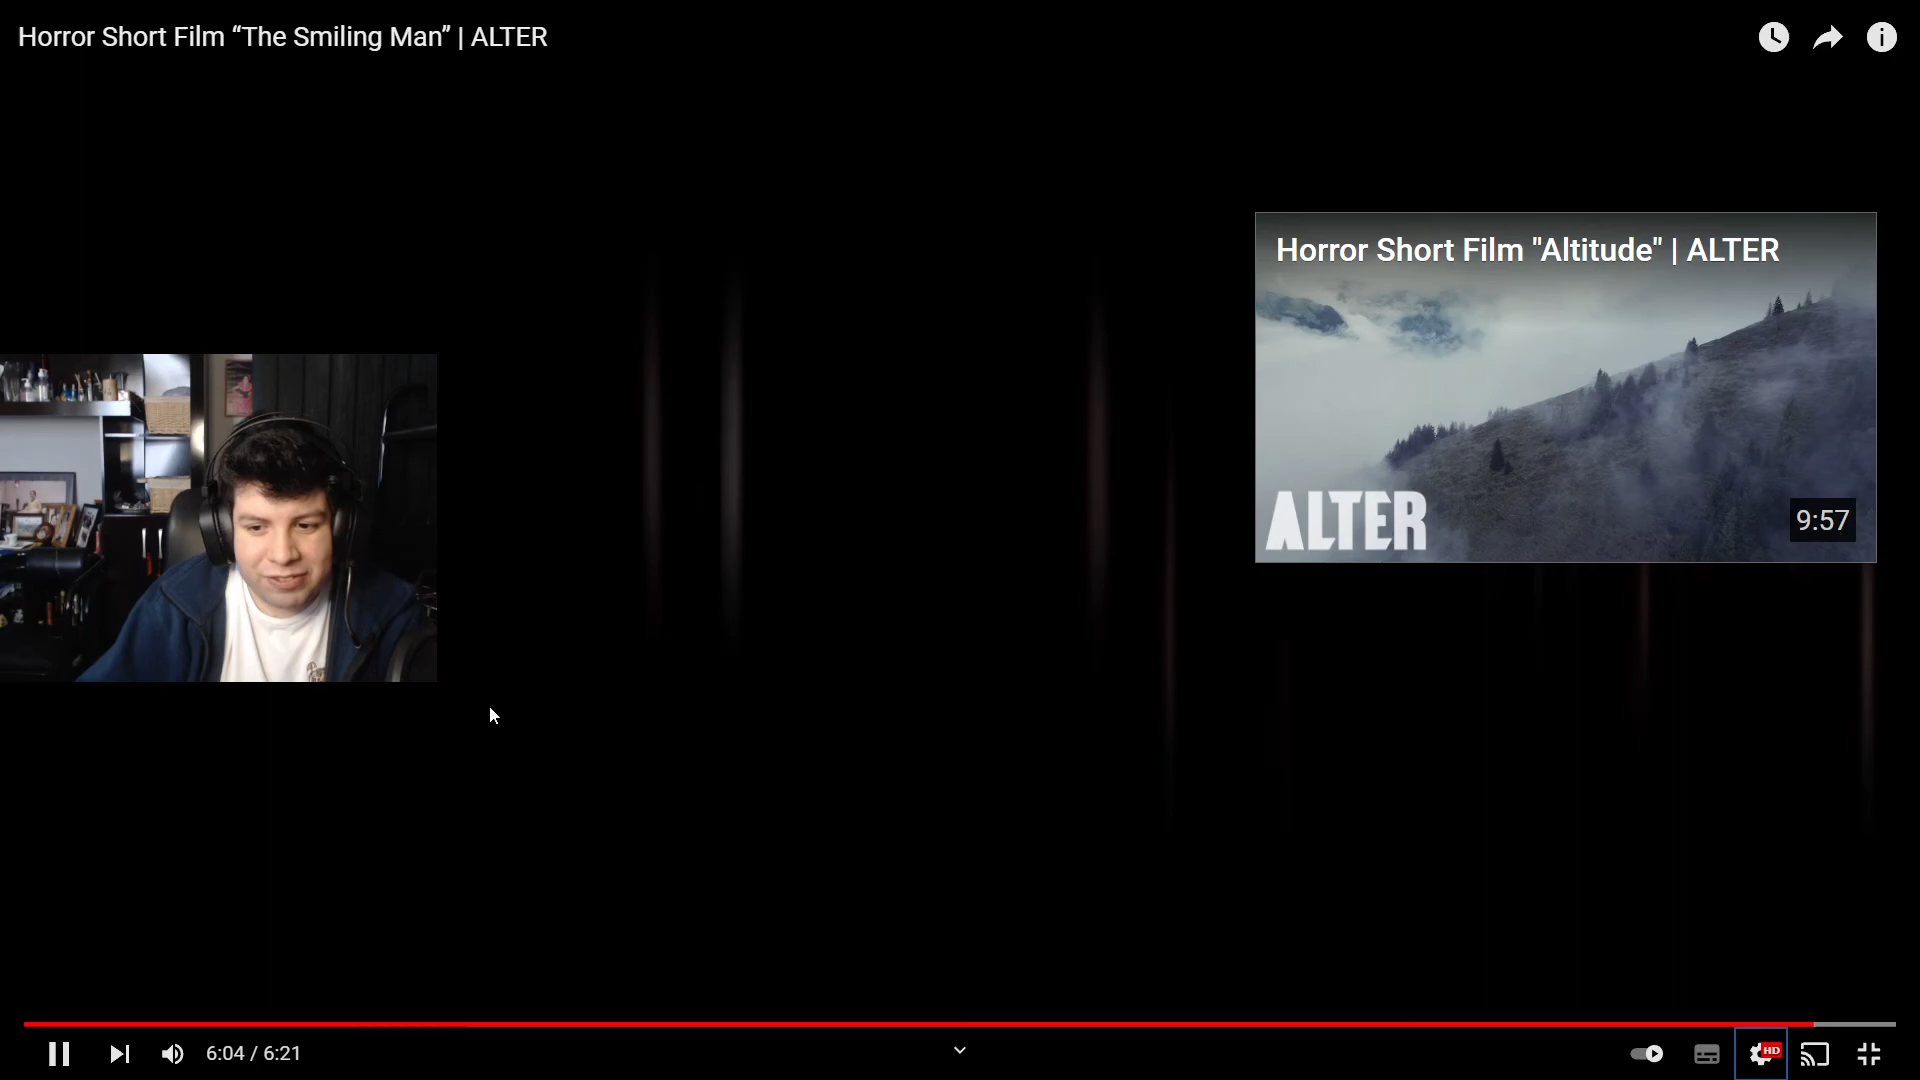 Horror Short Film “The Smiling Man” | ALTER
Horror Short Film "Altitude" | ALTER
ALTER
9:57
6:04 / 6:21
HD